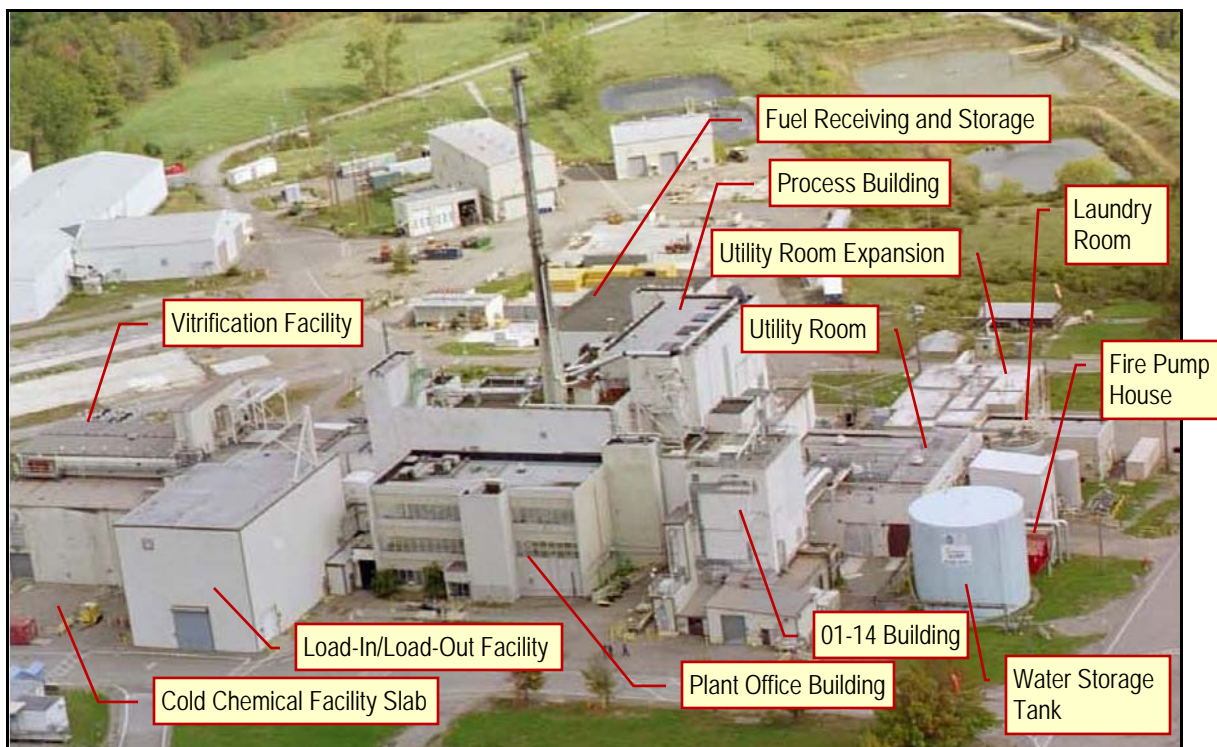 Fuel Receiving and Storage
Process Building
Laundry
Room
Utility Room Expansion
Vitrification Facility
Utility Room
Fire Pump
House
01-14 Building
Load-In/Load-Out Facility
Plant Office Building
Water Storage
Tank
Cold Chemical Facility Slab